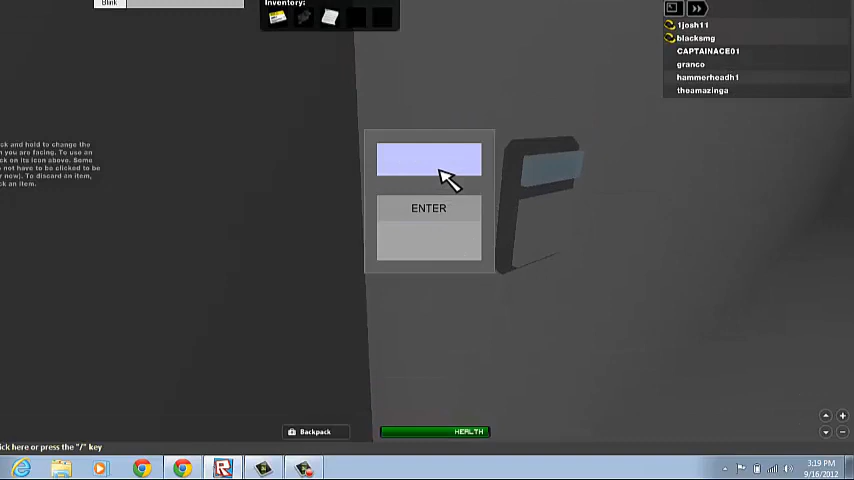 Blink
Inventory:
1josh11
blacksmg
CAPTAINACE01
granco
hammerheadh1
theamazinga
ck and hold to change the
n you are facing. To use an
ck on its icon above. Some
o not have to be clicked to be
r now). To discard an item,
ck an item.
ENTER
Backpack
HEALTH
ick here or press the "/" key
3:19 PM
9/16/2012